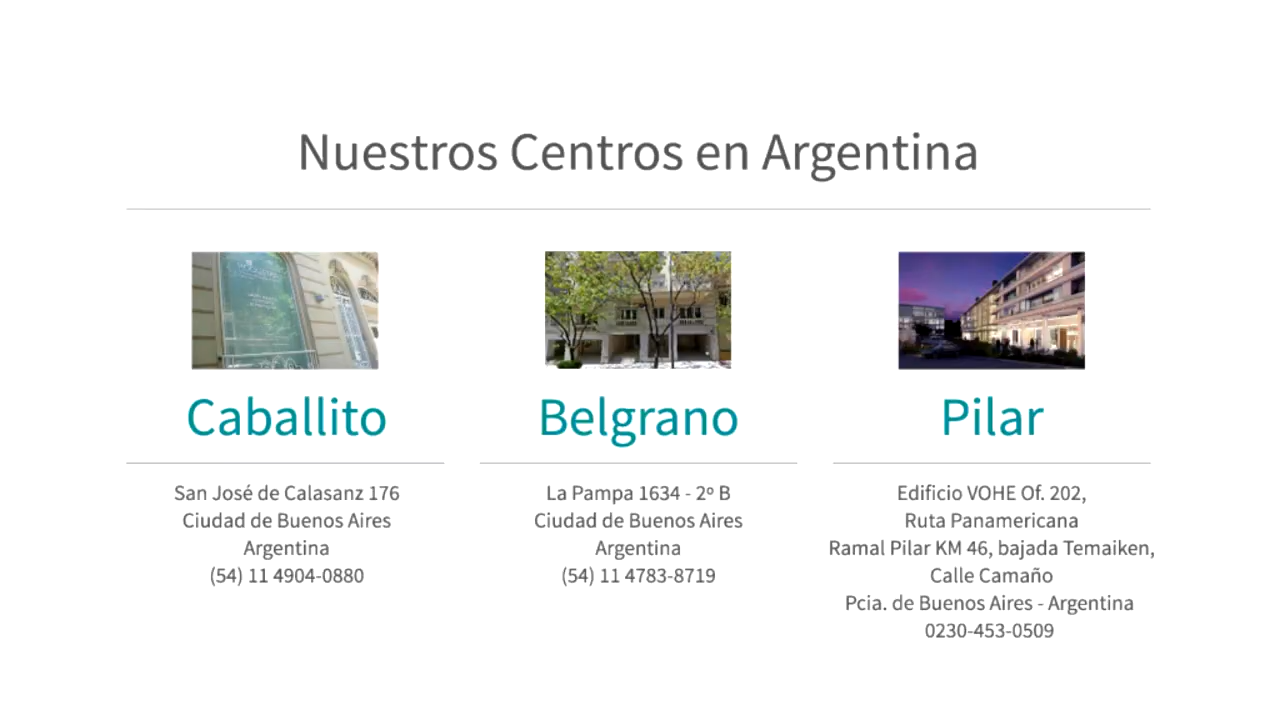 Nuestros Centros en Argentina
Caballito
San José de Calasanz 176
Ciudad de Buenos Aires
Argentina
(54) 11 4904-0880
Belgrano
La Pampa 1634 - 2º B
Ciudad de Buenos Aires
Argentina
(54) 11 4783-8719
Pilar
Edificio VOHE Of. 202,
Ruta Panamericana
Ramal Pilar KM 46, bajada Temaiken,
Calle Camaño
Pcia. de Buenos Aires - Argentina
0230-453-0509